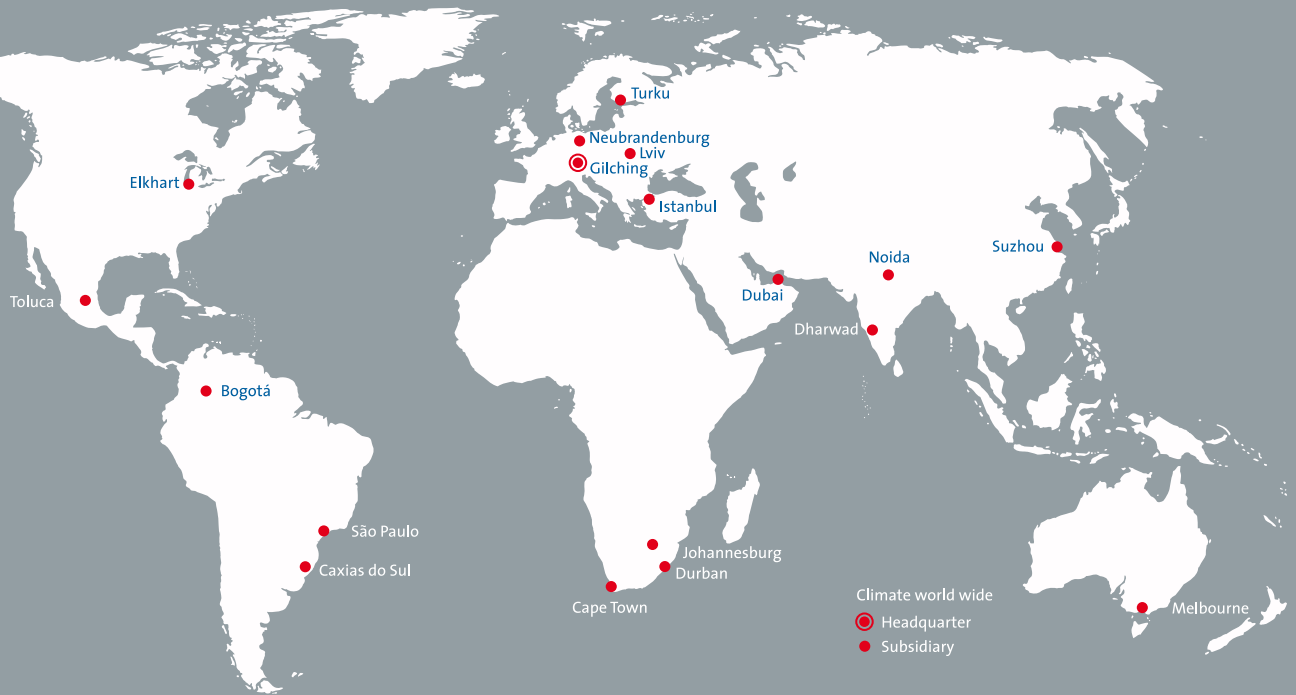 Turku
Neubrandenburg
Lviv
Gilching
Elkhart
Istanbul
Suzhou
Noida
Dubai
Toluca
Dharwad
Bogotá
São Paulo
Johannesburg
Caxias do Sul
Durban
Cape Town
Melbourne
Climate world wide
Headquarter
Subsidiary